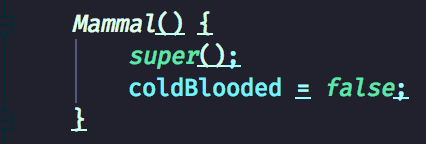 Mammal() {
super();
coldBlooded = false;
}